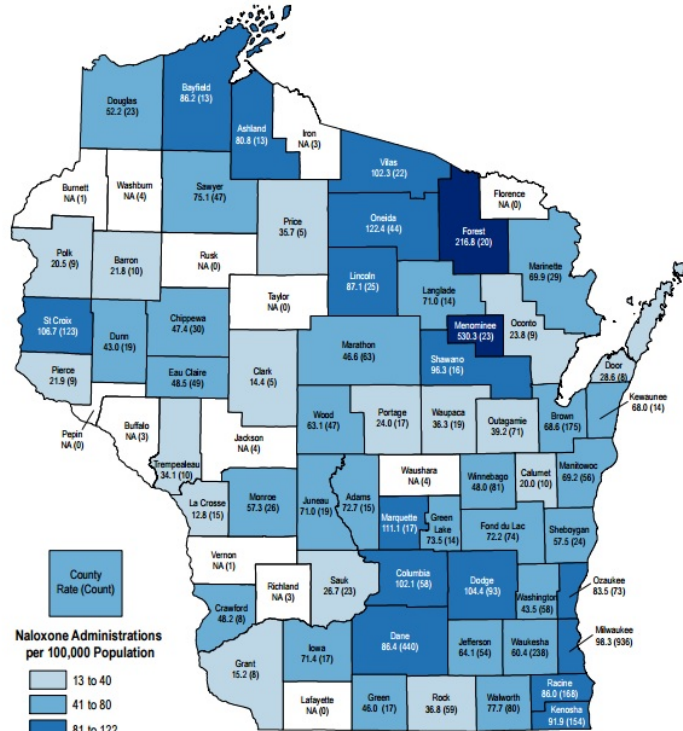 Douglas
52.2 (23)
Bayfield
86.2 (13)
Ashland
80.8 (13)
Iron
NA (3)
Vilas
102.3 (22)
Florence
NA (0)
Burnett
NA (1)
Washburn
NA (4)
Sawyer
75.1 (47)
Price
35.7 (5)
Oneida
122.4 (44)
Forest
216.8 (20)
Marinette
69.9 (29)
Polk
20.5 (9)
Barron
21.8 (10)
Rusk
NA (0)
Taylor
NA (0)
Lincoln
87.1 (25)
Langlade
71.0 (14)
Menominee
530.3 (23)
Oconto
23.8 (9)
St Croix
106.7 (123)
Dunn
43.0 (19)
Chippewa
47.4 (30)
Marathon
46.6 (63)
Shawano
96.3 (16)
Door
28.6 (8)
Pierce
21.9 (9)
Eau Claire
48.5 (49)
Clark
14.4 (5)
Kewaunee
68.0 (14)
Pepin
NA (0)
Buffalo
NA (3)
Trempealeau
34.1 (10)
Jackson
NA (4)
Wood
63.1 (47)
Portage
24.0 (17)
Waupaca
36.3 (19)
Outagamie
39.2 (71)
Brown
68.6 (175)
La Crosse
12.8 (15)
Monroe
57.3 (26)
Juneau
71.0 (19)
Adams
72.7 (15)
Waushara
NA (4)
Winnebago
48.0 (81)
Calumet
20.0 (10)
Manitowoc
69.2 (56)
Marquette
111.1 (17)
Green
Lake
73.5 (14)
Fond du Lac
72.2 (74)
Sheboygan
57.5 (24)
Vernon
NA (1)
Richland
NA (3)
Sauk
26.7 (23)
Columbia
102.1 (58)
Dodge
104.4 (93)
Washington
43.5 (58)
Ozaukee
83.5 (73)
Crawford
48.2 (8)
Grant
15.2 (8)
Iowa
71.4 (17)
Dane
86.4 (440)
Jefferson
64.1 (54)
Waukesha
60.4 (238)
Milwaukee
98.3 (936)
Lafayette
NA (0)
Green
46.0 (17)
Rock
36.8 (59)
Walworth
77.7 (80)
Racine
86.0 (168)
Kenosha
91.9 (154)
County
Rate (Count)
Naloxone Administrations
per 100,000 Population
13 to 40
41 to 80
81 to 122